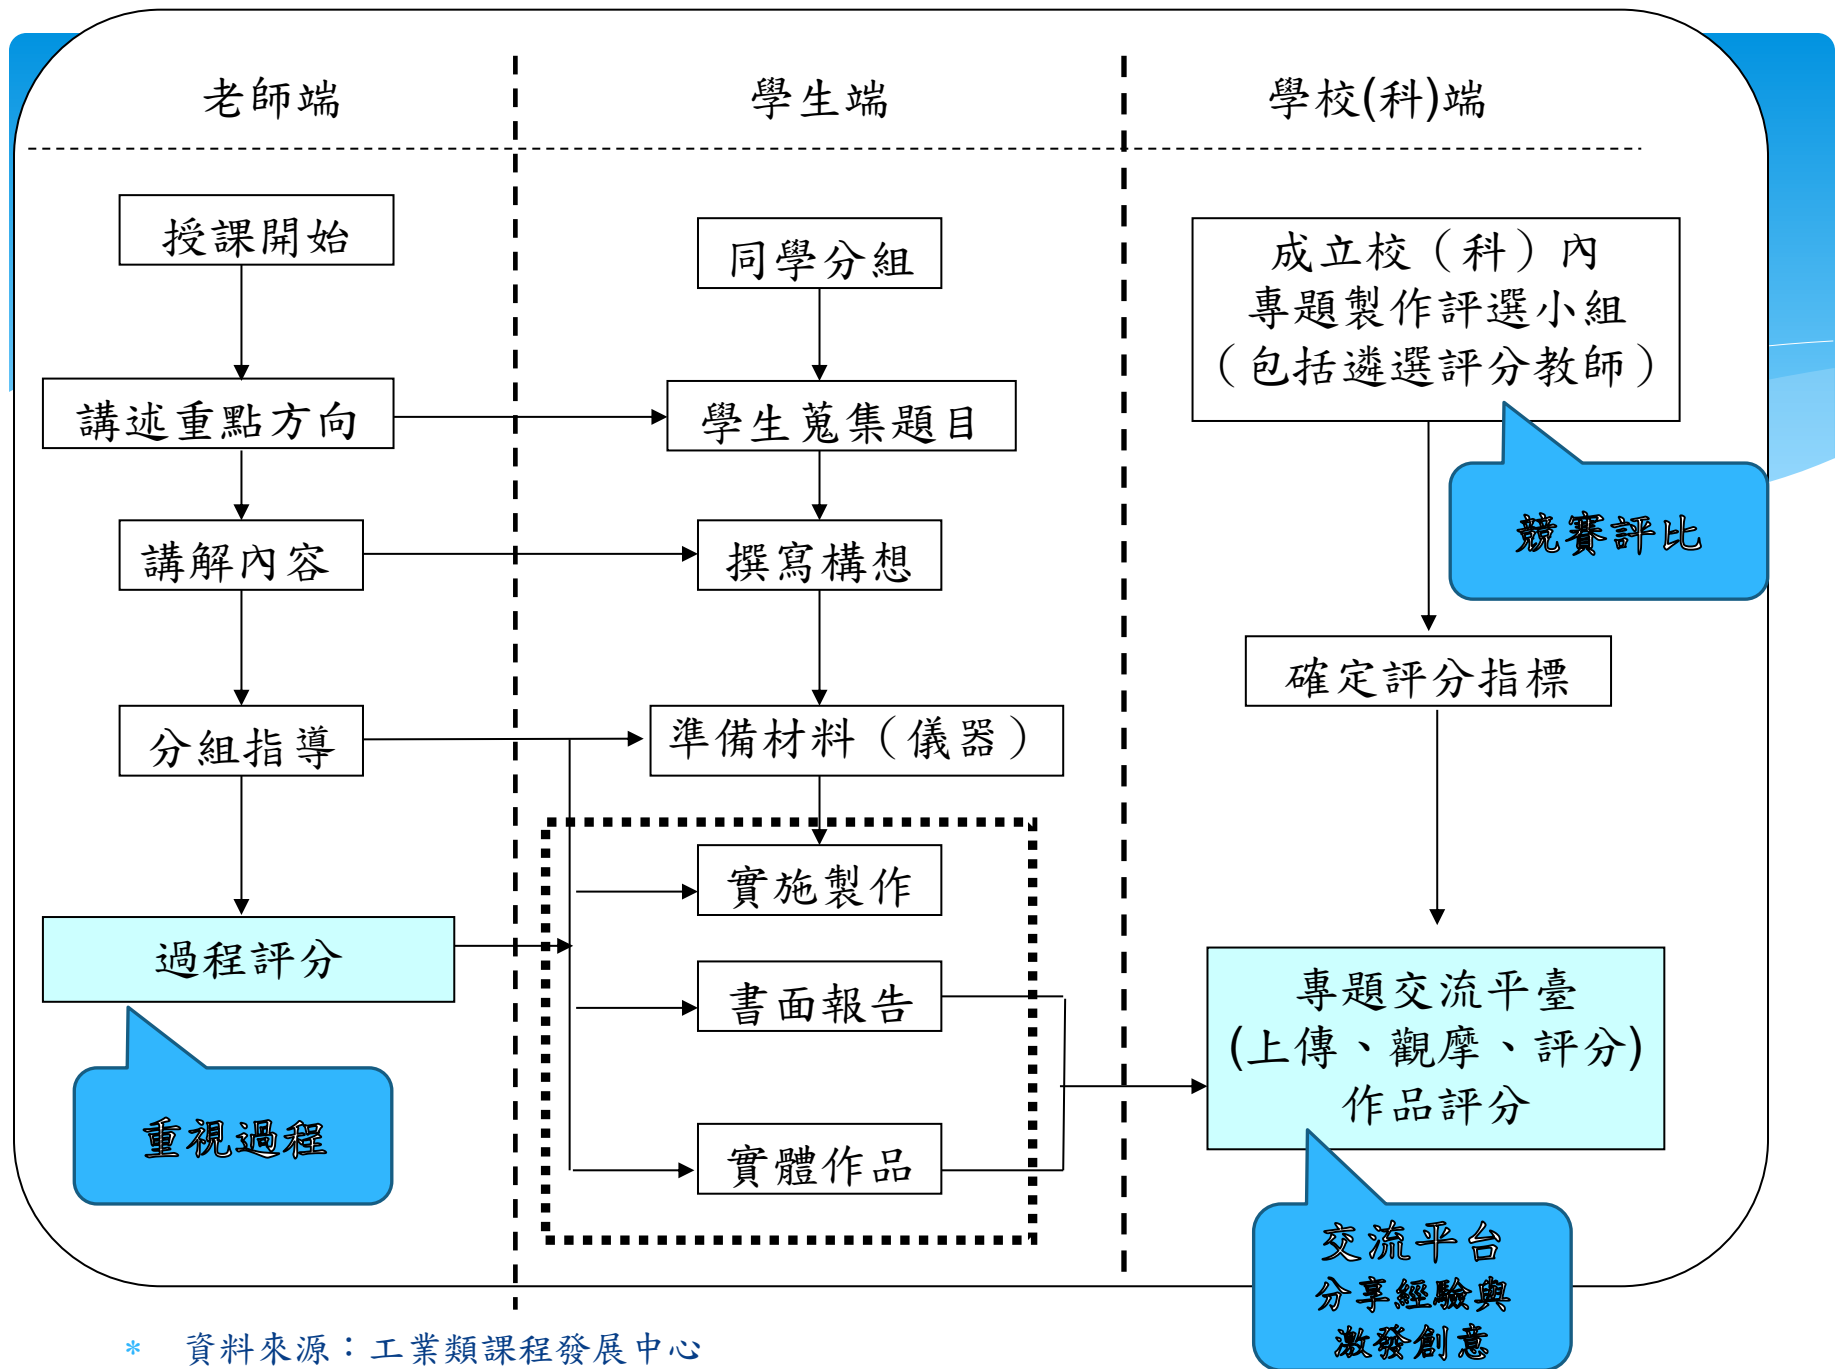 老師端
學生端
學校(科)端
授課開始
講述重點方向
講解內容
分組指導
過程評分
重視過程
同學分組
學生蒐集題目
撰寫構想
準備材料（儀器）
實施製作
書面報告
實體作品
成立校（科）內
專題製作評選小組
（包括遴選評分教師）
競賽評比
確定評分指標
專題交流平臺
(上傳、觀摩、評分)
作品評分
交流平台
分享經驗與
激發創意
* 資料來源：工業類課程發展中心